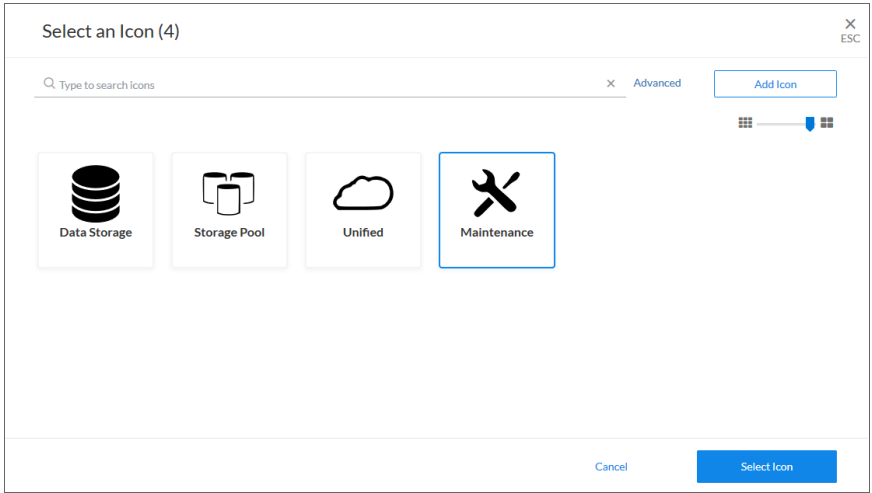 Select an Icon (4)
ESC
Type to search icons
Advanced
Add Icon
Data Storage
Storage Pool
Unified
Maintenance
Cancel
Select Icon